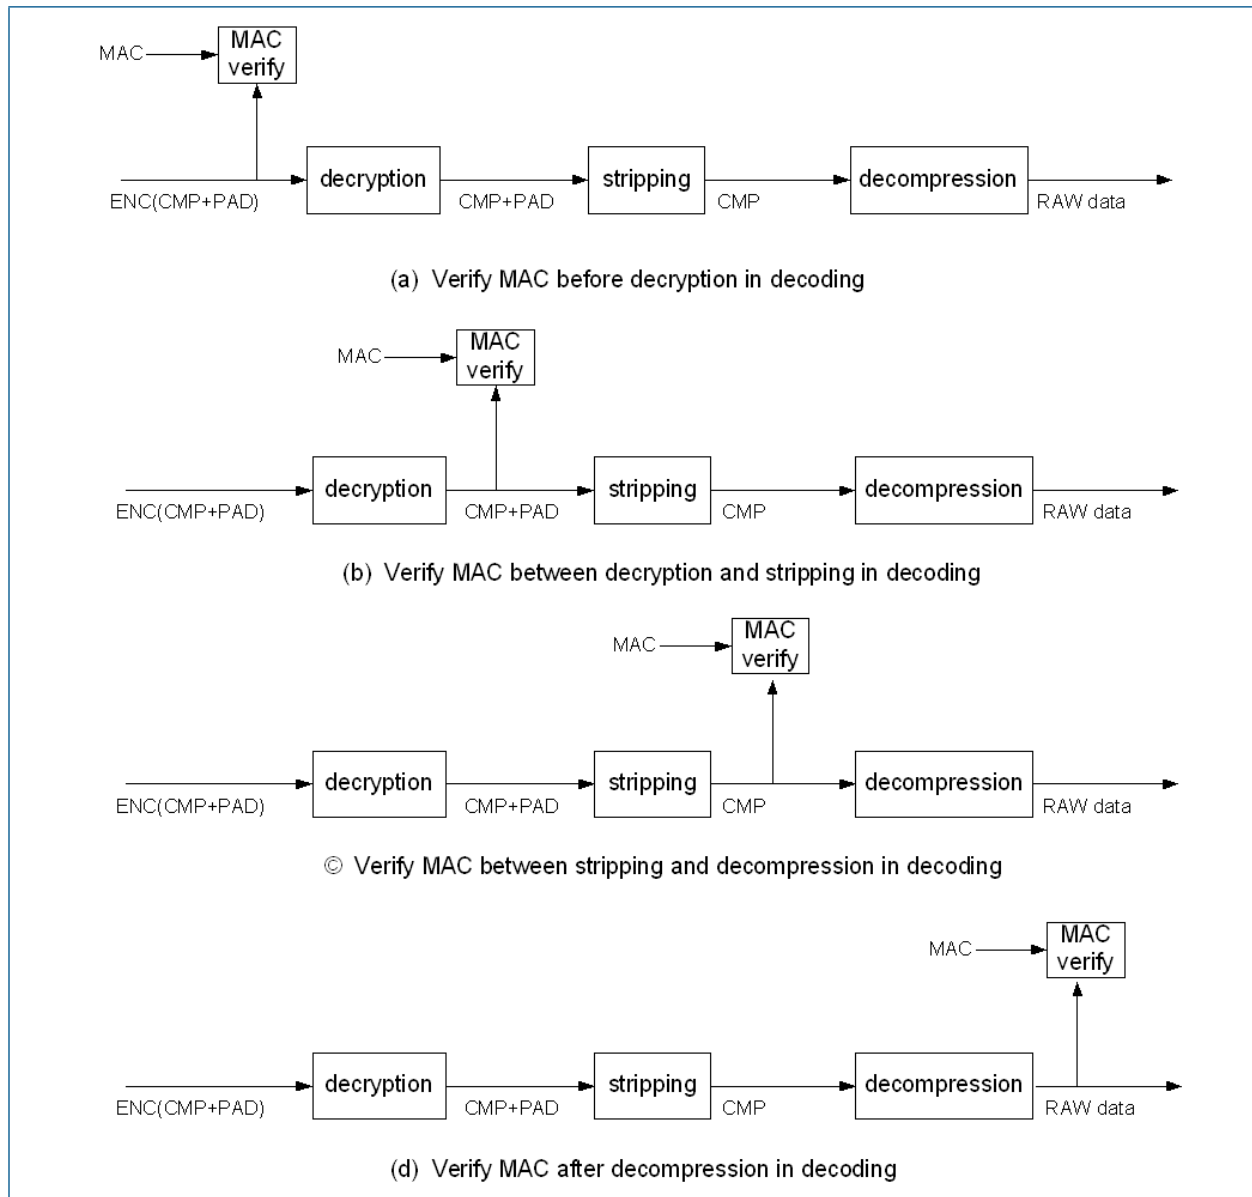 MAC
MAC
verify
decryption
stripping
decompression
ENC(CMP+PAD)
CMP+PAD
CMP
RAW data
(a) Verify MAC before decryption in decoding
MAC
MAC
verify
decryption
stripping
decompression
ENC(CMP+PAD)
CMP+PAD
CMP
RAW data
(b) Verify MAC between decryption and stripping in decoding
MAC
MAC
verify
decryption
stripping
decompression
ENC(CMP+PAD)
CMP+PAD
CMP
RAW data
© Verify MAC between stripping and decompression in decoding
MAC
MAC
verify
decryption
stripping
decompression
ENC(CMP+PAD)
CMP+PAD
CMP
RAW data
(d) Verify MAC after decompression in decoding